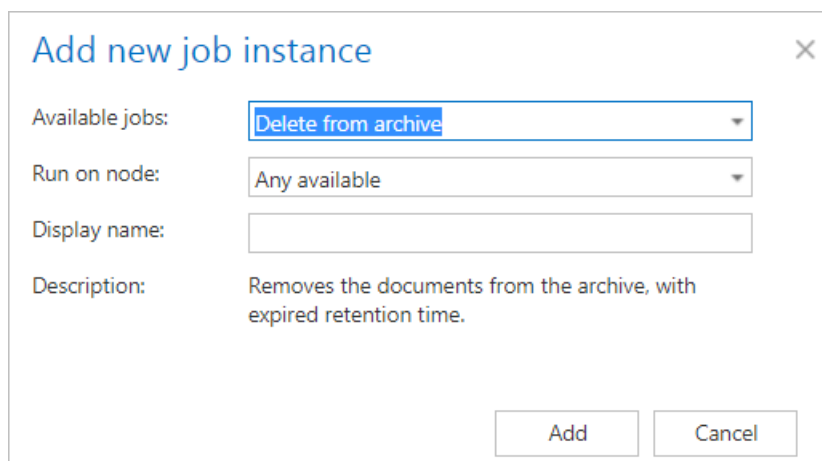 Add new job instance
Available jobs: Delete from archive
Run on node: Any available
Display name:
Description: Removes the documents from the archive, with
expired retention time.
Add Cancel